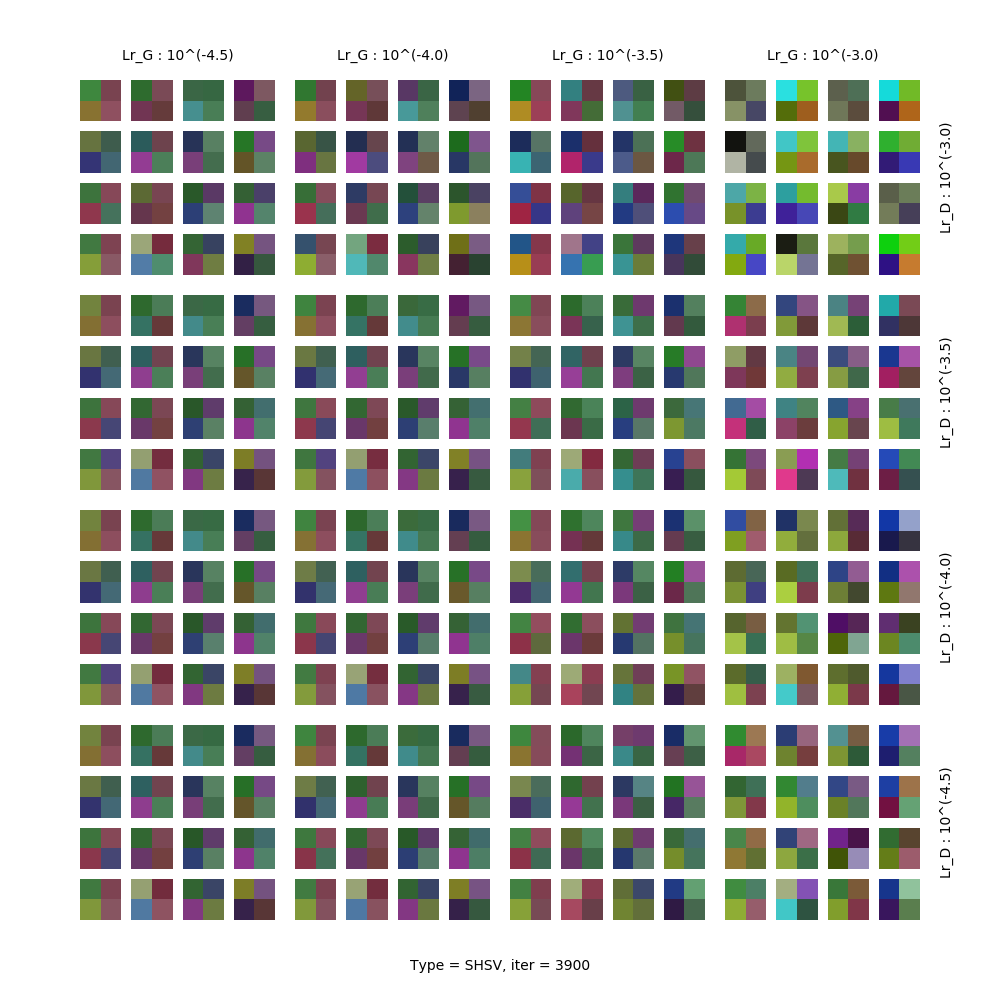 Lr_G : 10^(-4.5)
Lr_G : 10^(-4.0)
Lr_G : 10^(-3.5)
Lr_G : 10^(-3.0)
Lr_D : 10^(-3.0)
Lr_D : 10^(-3.5)
Lr_D : 10^(-4.0)
Lr_D : 10^(-4.5)
Type = SHSV, iter = 3900